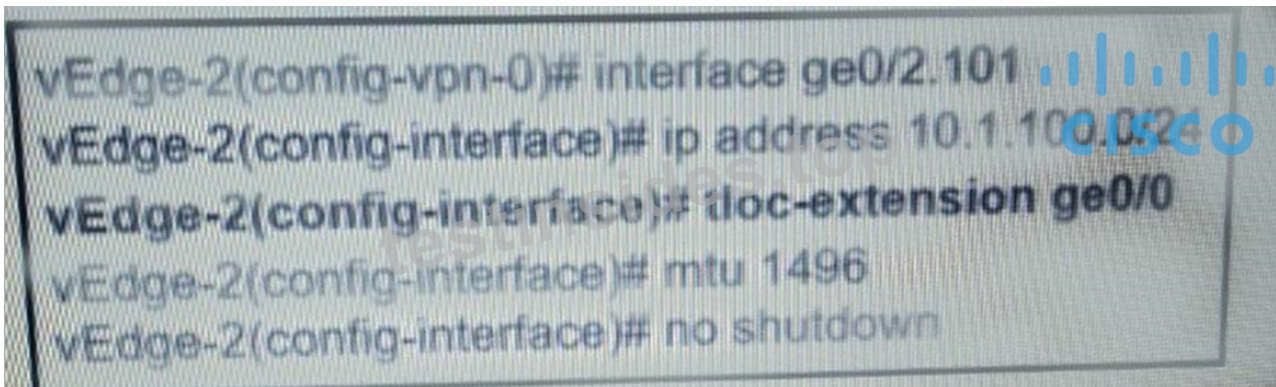 vEdge-2(config-vpn-0)# interface ge0/2.101
CISCO
vEdge-2(config-interface)# ip address
vEdge-2(config-interface)# tloc-extension ge0/0
vEdge-2(config-interface)# mtu 1496
vEdge-2(config-interface)# no shutdown